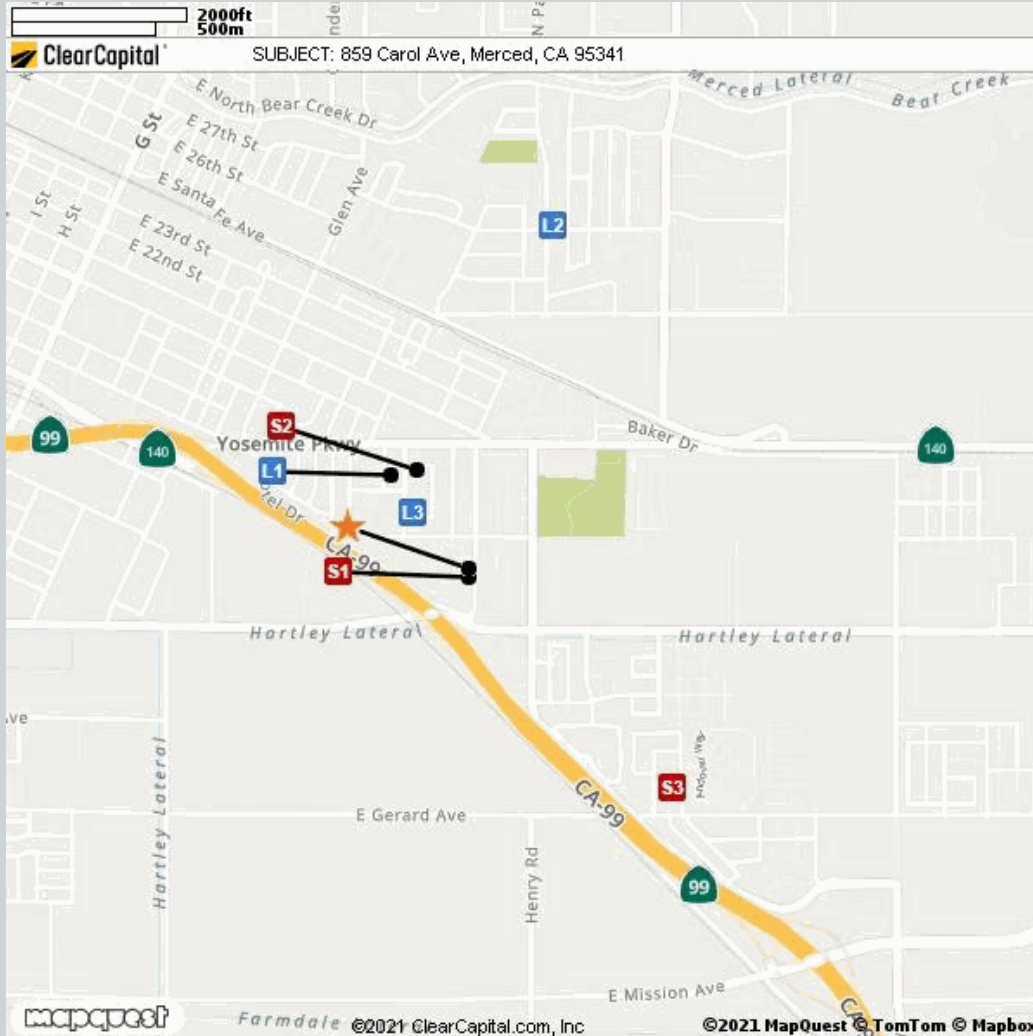 2000ft
500m
N Pa
ClearCapital
SUBJECT: 859 Carol Ave, Merced, CA 95341
Merced Lateral
Bear Creek
E North Bear Creek Dr
G St
E 27th St
E 26th St
Glen Ave
E Santa Fe Ave
I St
H St
E 23rd St
E 22nd St
L2
S2
99
140
Yosemite Pkwy
Baker Dr
140
L1
L3
CA-99
S1
Hartley Lateral
Hartley Lateral
Hartley Lateral
S3
CA-99
E Gerard Ave
Henry Rd
99
E Mission Ave
mapquest
Farmdale
©2021 ClearCapital.com, Inc
©2021 MapQuest © TomTom © Mapbo